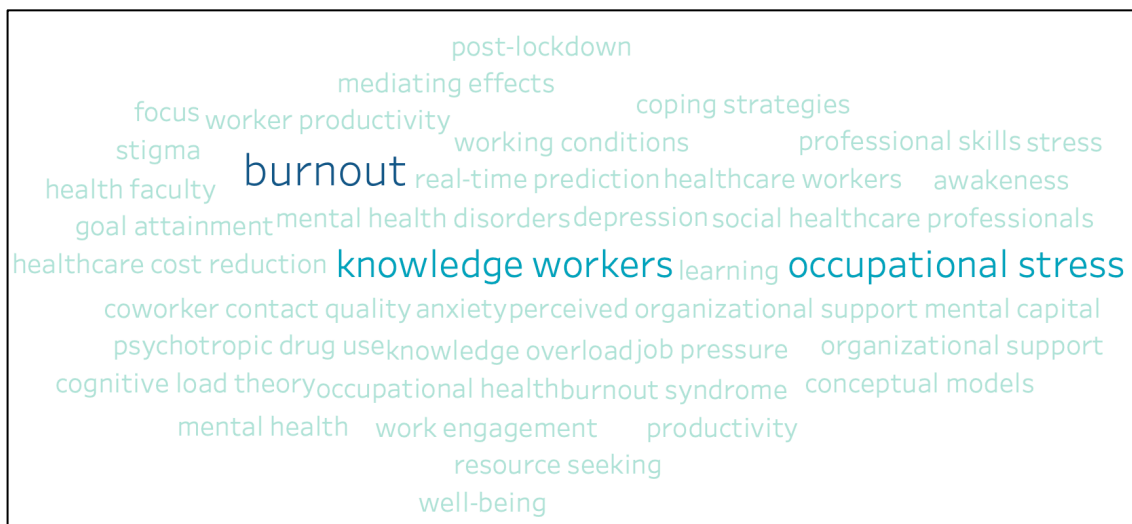 post-lockdown
mediating effects
coping strategies
focus worker productivity
working conditions professional skills stress
stigma
burnout real-time prediction healthcare workers awakeness
health faculty
goal attainment mental health disorders depression social healthcare professionals
healthcare cost reduction knowledge workers learning occupational stress
coworker contact quality anxiety perceived organizational support mental capital
psychotropic drug use knowledge overload job pressure organizational support
cognitive load theory occupational health burnout syndrome conceptual models
mental health work engagement productivity
resource seeking
well-being